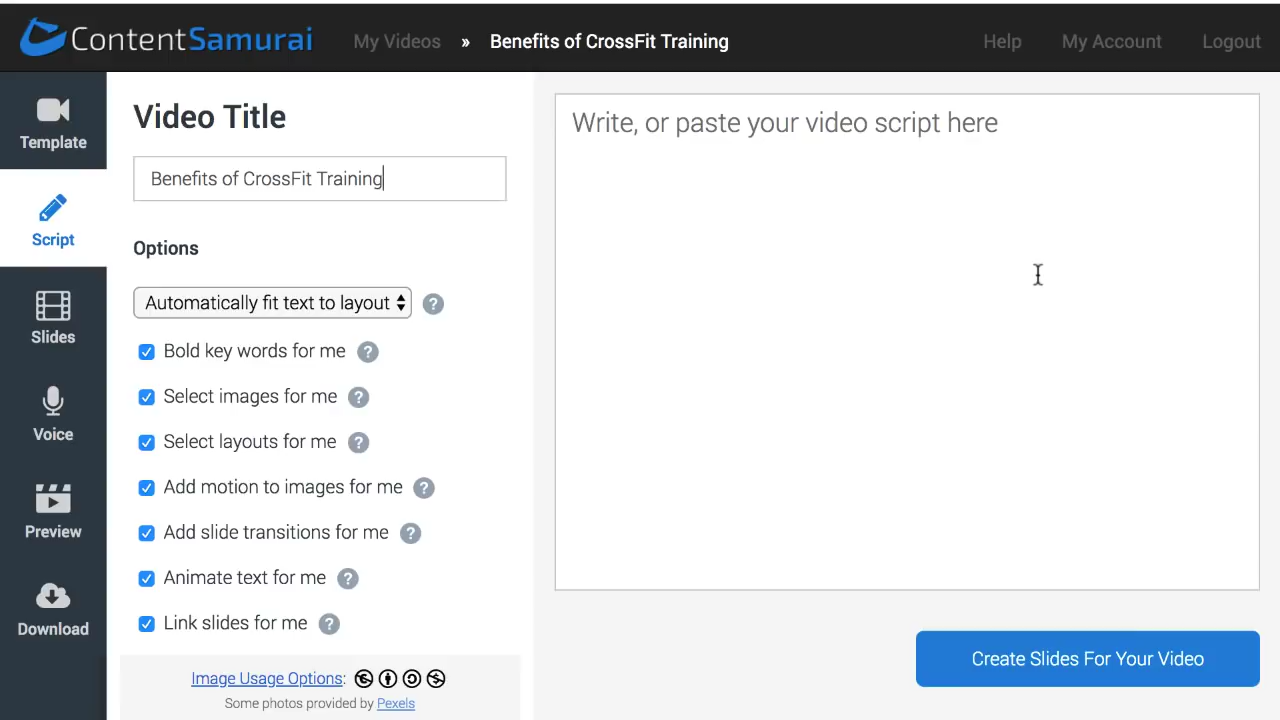 ContentSamurai My Videos » Benefits of CrossFit Training Help My Account Logout
Template
Script
Slides
Voice
Preview
Download
Video Title
Benefits of CrossFit Training
Options
Automatically fit text to layout ?
Bold key words for me ?
Select images for me ?
Select layouts for me ?
Add motion to images for me ?
Add slide transitions for me ?
Animate text for me ?
Link slides for me ?
Image Usage Options:
Some photos provided by Pexels
Write, or paste your video script here
Create Slides For Your Video